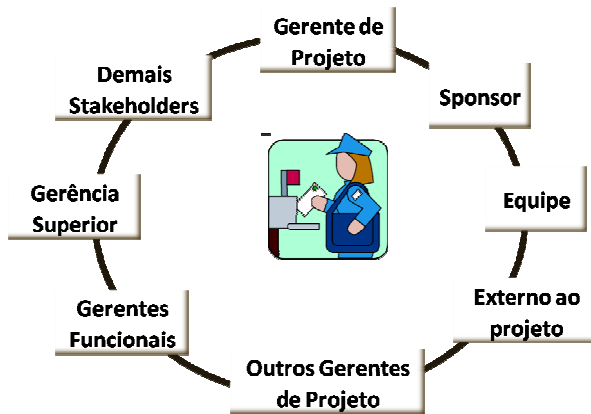 Gerente de
Projeto
Sponsor
Equipe
Externo ao
projeto
Outros Gerentes
de Projeto
Gerentes
Funcionais
Gerência
Superior
Demais
Stakeholders